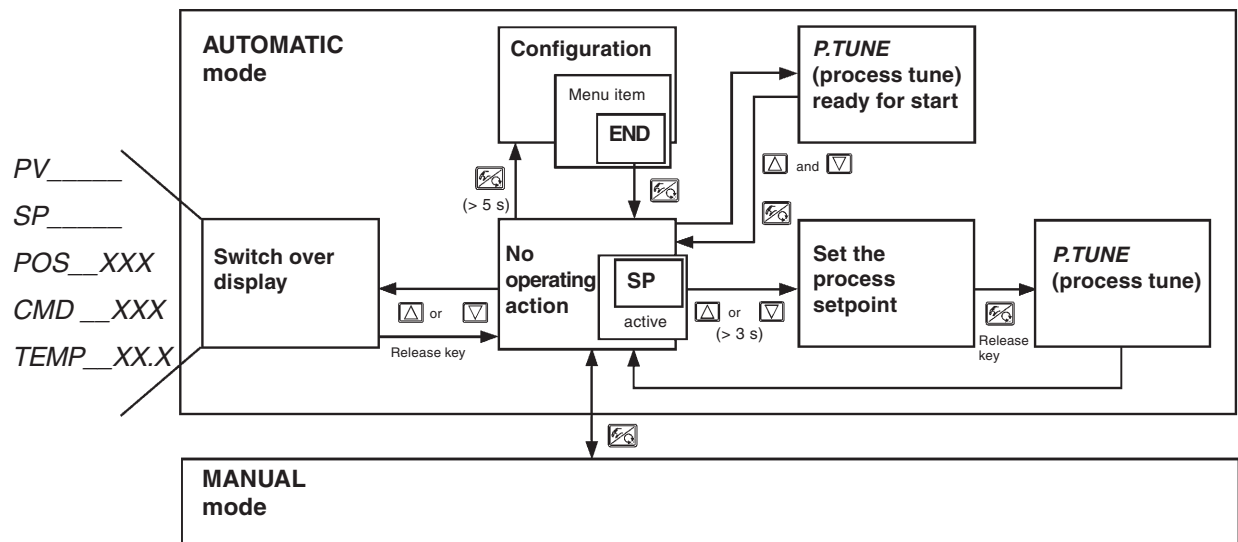 AUTOMATIC
mode
Configuration
Menu item
END
P.TUNE
(process tune)
ready for start
PV_____
SP_____
POS__XXX
CMD __XXX
TEMP__XX.X
(> 5 s)
and
Switch over
display
or
Release key
No
operating
action
SP
active
or
(> 3 s)
Set the
process
setpoint
Release
key
P.TUNE
(process tune)
MANUAL
mode